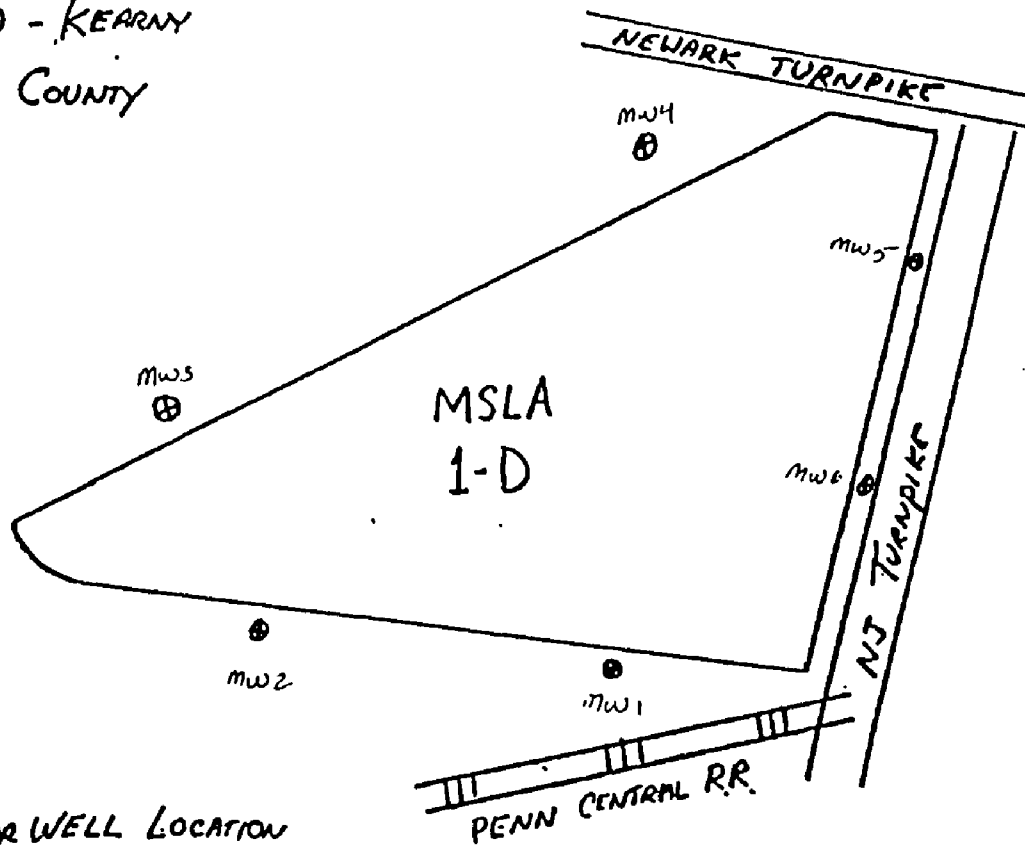 - KEARNY
COUNTY
NEWARK TURNPIKE
MW4
MW5
MW3
MSLA
1-D
MW6
NJ TURNPIKE
MW2
MW1
PENN CENTRAL R.R.
WELL LOCATION